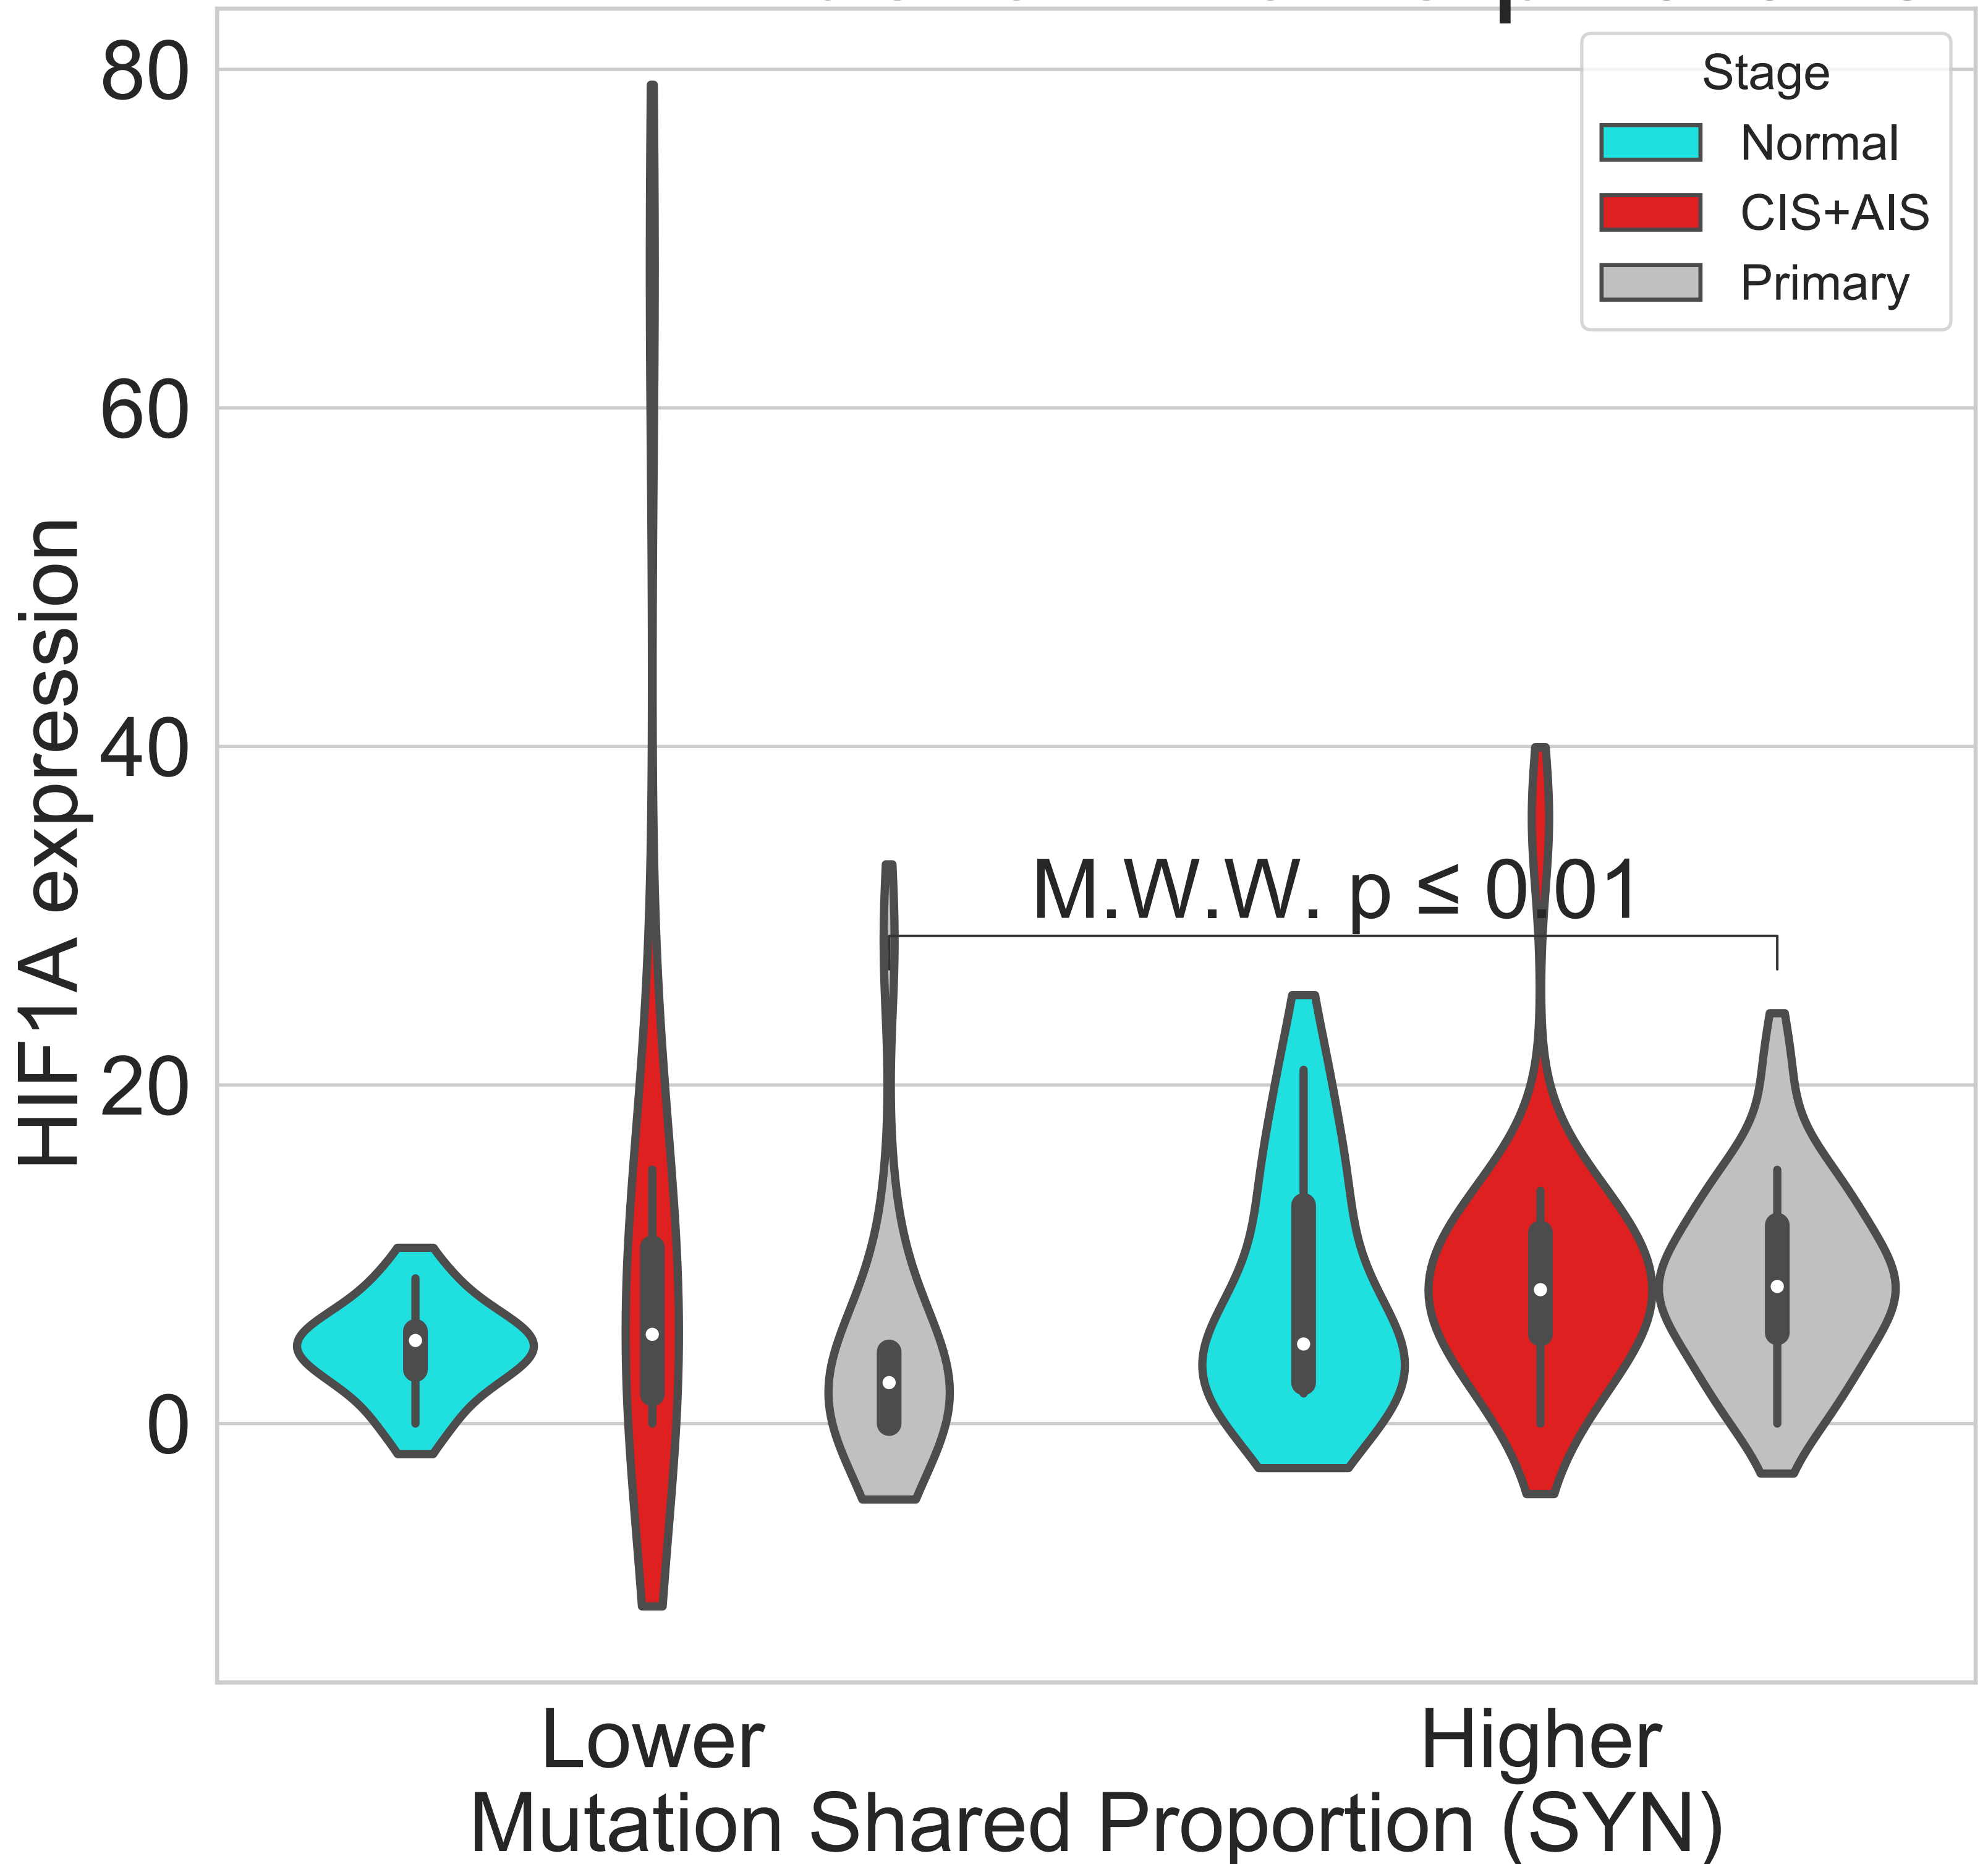 Stage
Normal
CIS+AIS
Primary
80
60
40
20
0
HIF1A expression
M.W.W. p ≤ 0.01
Lower
Higher
Mutation Shared Proportion (SYN)